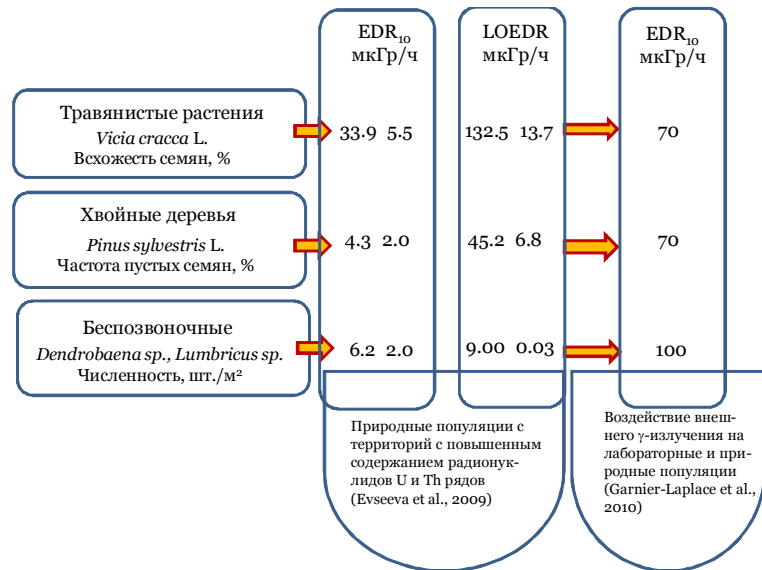 EDR₁₀
мкГр/ч
LOEDR
мкГр/ч
EDR₁₀
мкГр/ч
Травянистые растения
Vicia cracca L.
Всхожесть семян, %
33.9 5.5
132.5 13.7
70
Хвойные деревья
Pinus sylvestris L.
Частота пустых семян, %
4.3 2.0
45.2 6.8
70
Беспозвоночные
Dendrobaena sp., Lumbricus sp.
Численность, шт./м²
6.2 2.0
9.00 0.03
100
Природные популяции с
территорий с повышенным
содержанием радионук-
лидов U и Th рядов
(Evseeva et al., 2009)
Воздействие внеш-
него γ-излучения на
лабораторные и при-
родные популяции
(Garnier-Laplace et al.,
2010)